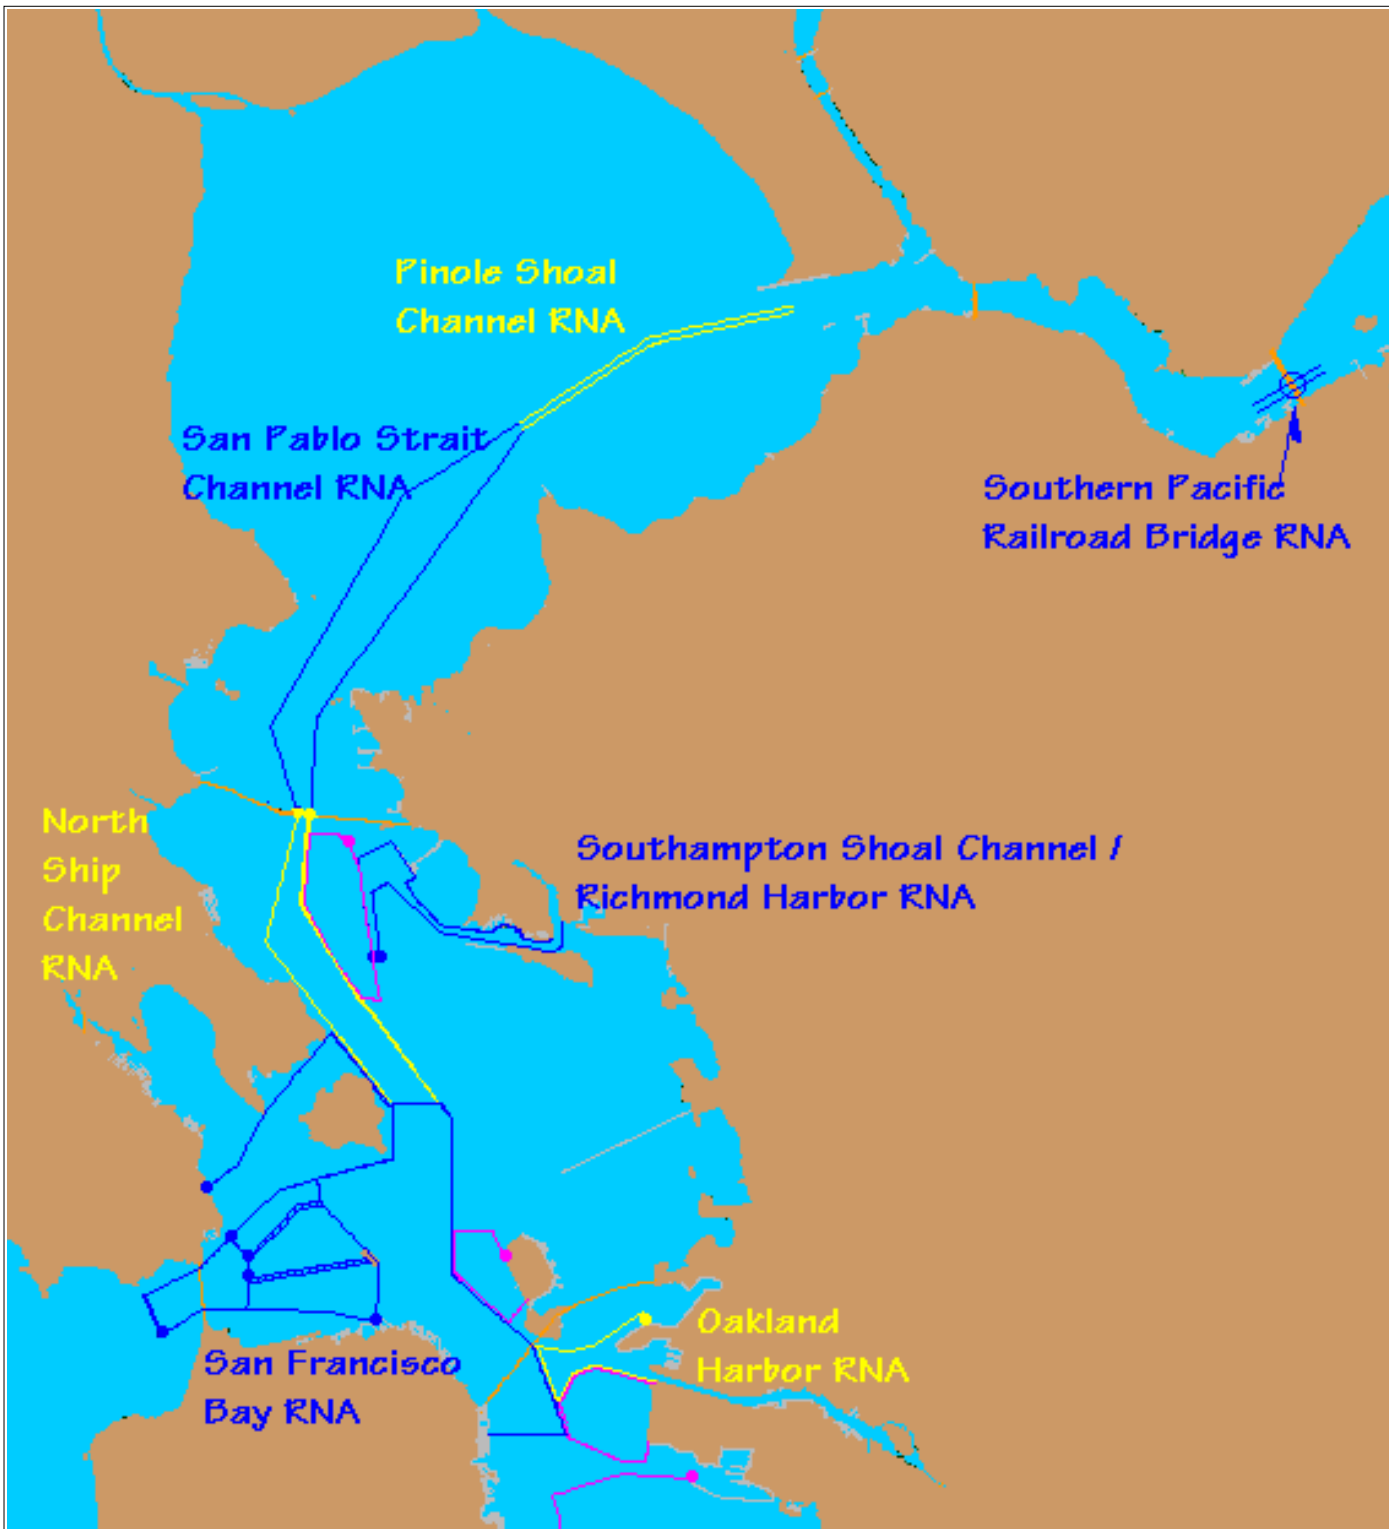 Pinole Shoal
Channel RNA
San Pablo Strait
Channel RNA
Southern Pacific
Railroad Bridge RNA
North
Ship
Channel
RNA
Southampton Shoal Channel /
Richmond Harbor RNA
Oakland
Harbor RNA
San Francisco
Bay RNA